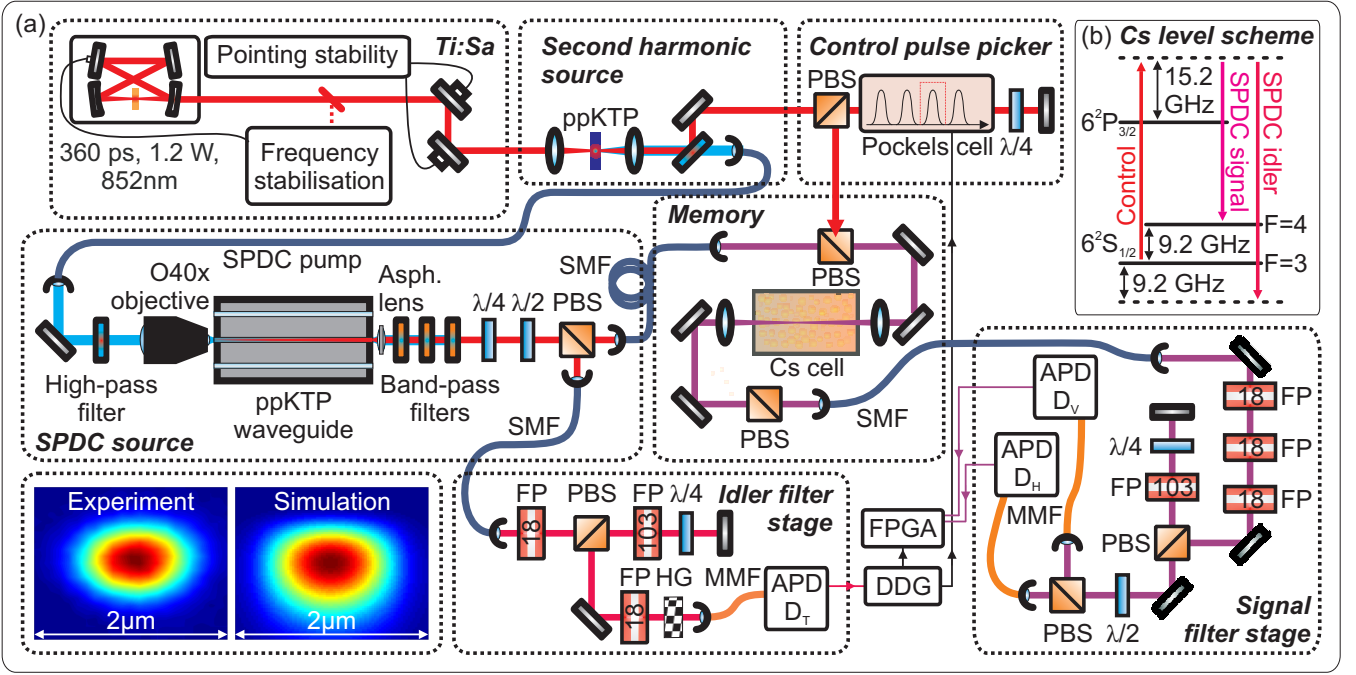 (a)
Ti:Sa
Pointing stability
360 ps, 1.2 W,
852nm
Frequency
stabilisation
Second harmonic
source
ppKTP
Control pulse picker
PBS
Pockels cell
λ/4
(b)
Cs level scheme
15.2
GHz
6²P3/2
Control
SPDC signal
SPDC idler
F=4
6²S1/2
9.2 GHz
F=3
9.2 GHz
SPDC pump
O40x
objective
Asph.
lens
λ/4
λ/2
PBS
SMF
High-pass
filter
ppKTP
waveguide
Band-pass
filters
SPDC source
SMF
Memory
PBS
Cs cell
PBS
SMF
Experiment
2μm
Simulation
2μm
Idler filter
stage
FP
18
PBS
FP
103
λ/4
FP
18
HG
MMF
APD
DT
FPGA
DDG
APD
DV
APD
DH
MMF
λ/4
FP
103
PBS
18
FP
18
FP
18
FP
PBS
λ/2
Signal
filter stage